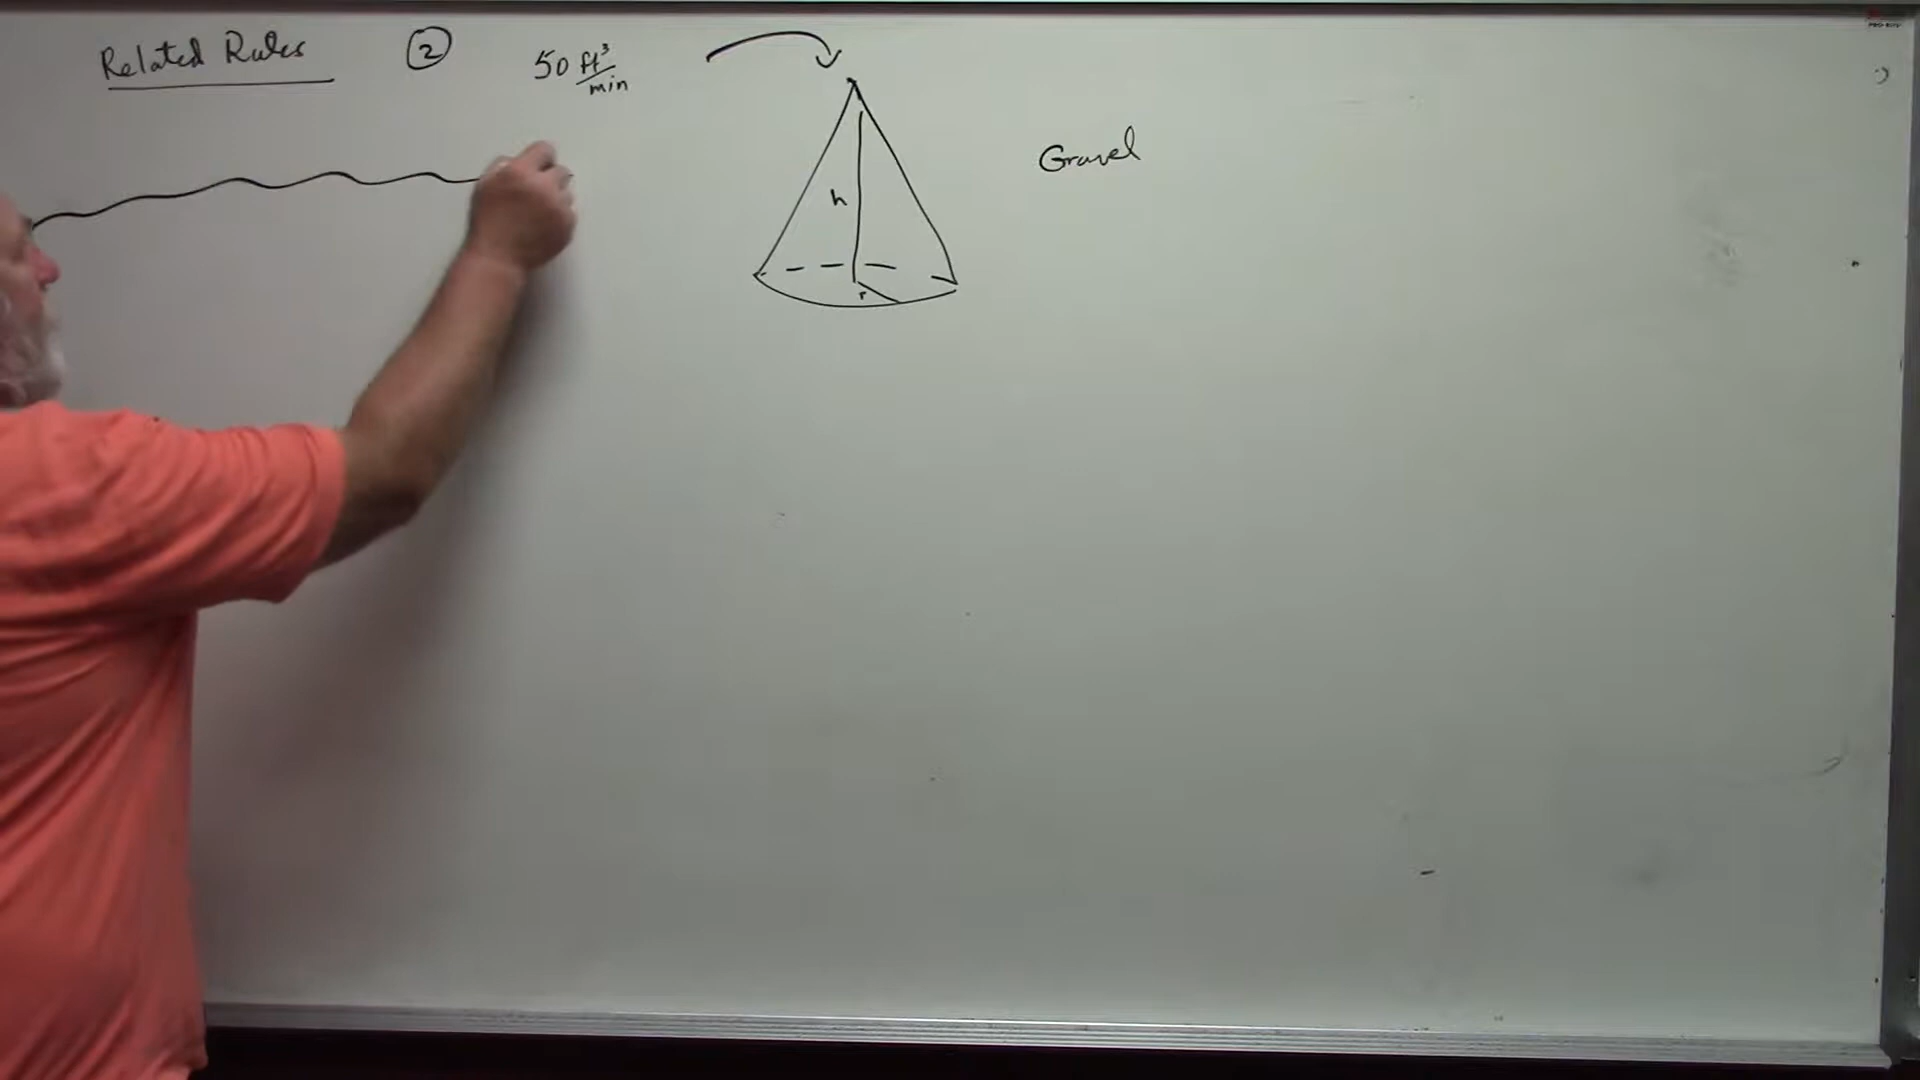 Related Rates
2
50 ft³/min
h
r
Gravel